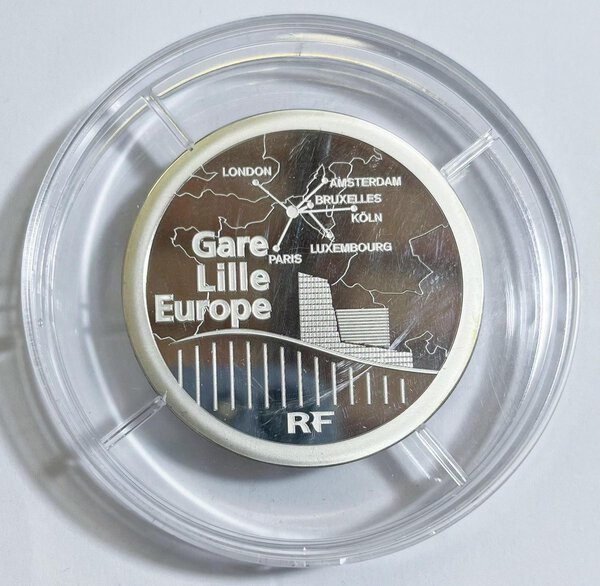 LONDON
AMSTERDAM
BRUXELLES
KÖLN
LUXEMBOURG
PARIS
Gare
Lille
Europe
RF